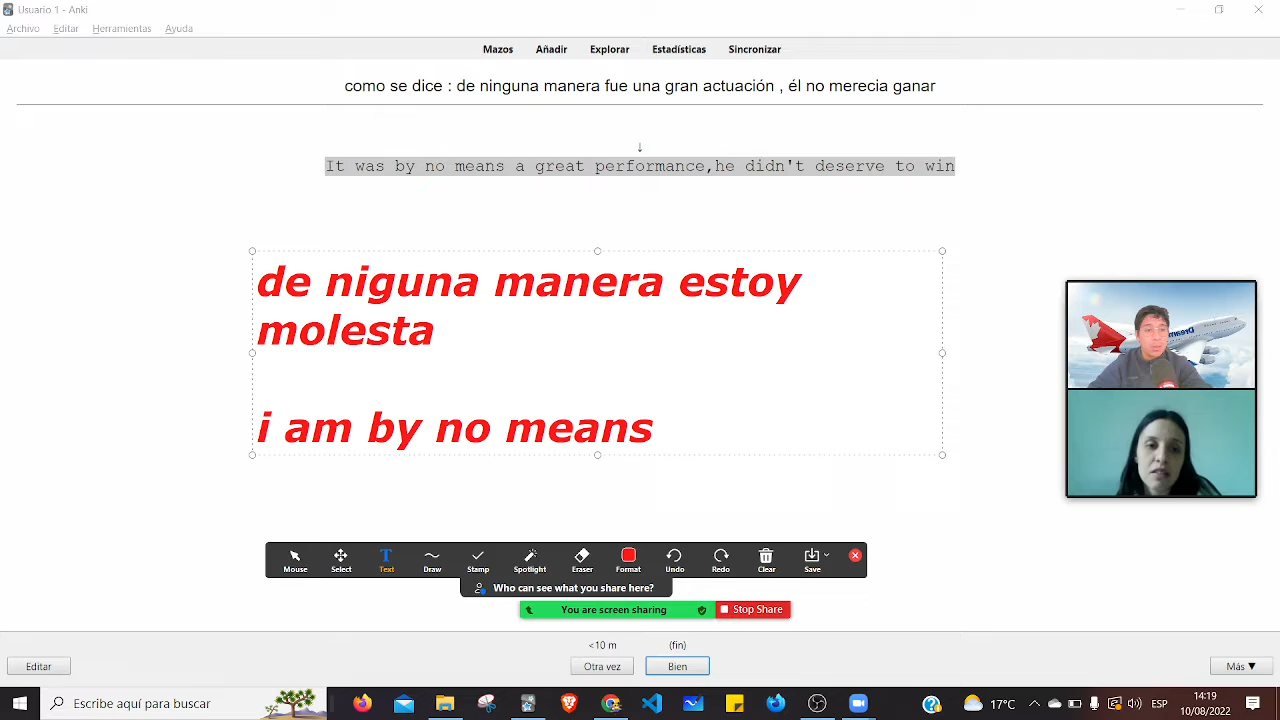 Usuario 1 - Anki
Archivo Editar Herramientas Ayuda
Mazos Añadir Explorar Estadísticas Sincronizar
como se dice : de ninguna manera fue una gran actuación , él no merecia ganar
↓
It was by no means a great performance,he didn't deserve to win
de niguna manera estoy
molesta
i am by no means
Mouse Select Text Draw Stamp Spotlight Eraser Format Undo Redo Clear Save
Who can see what you share here?
You are screen sharing Stop Share
<10 m (fin)
Editar Otra vez Bien Más ▼
Escribe aquí para buscar 17°C ESP 14:19
10/08/2022